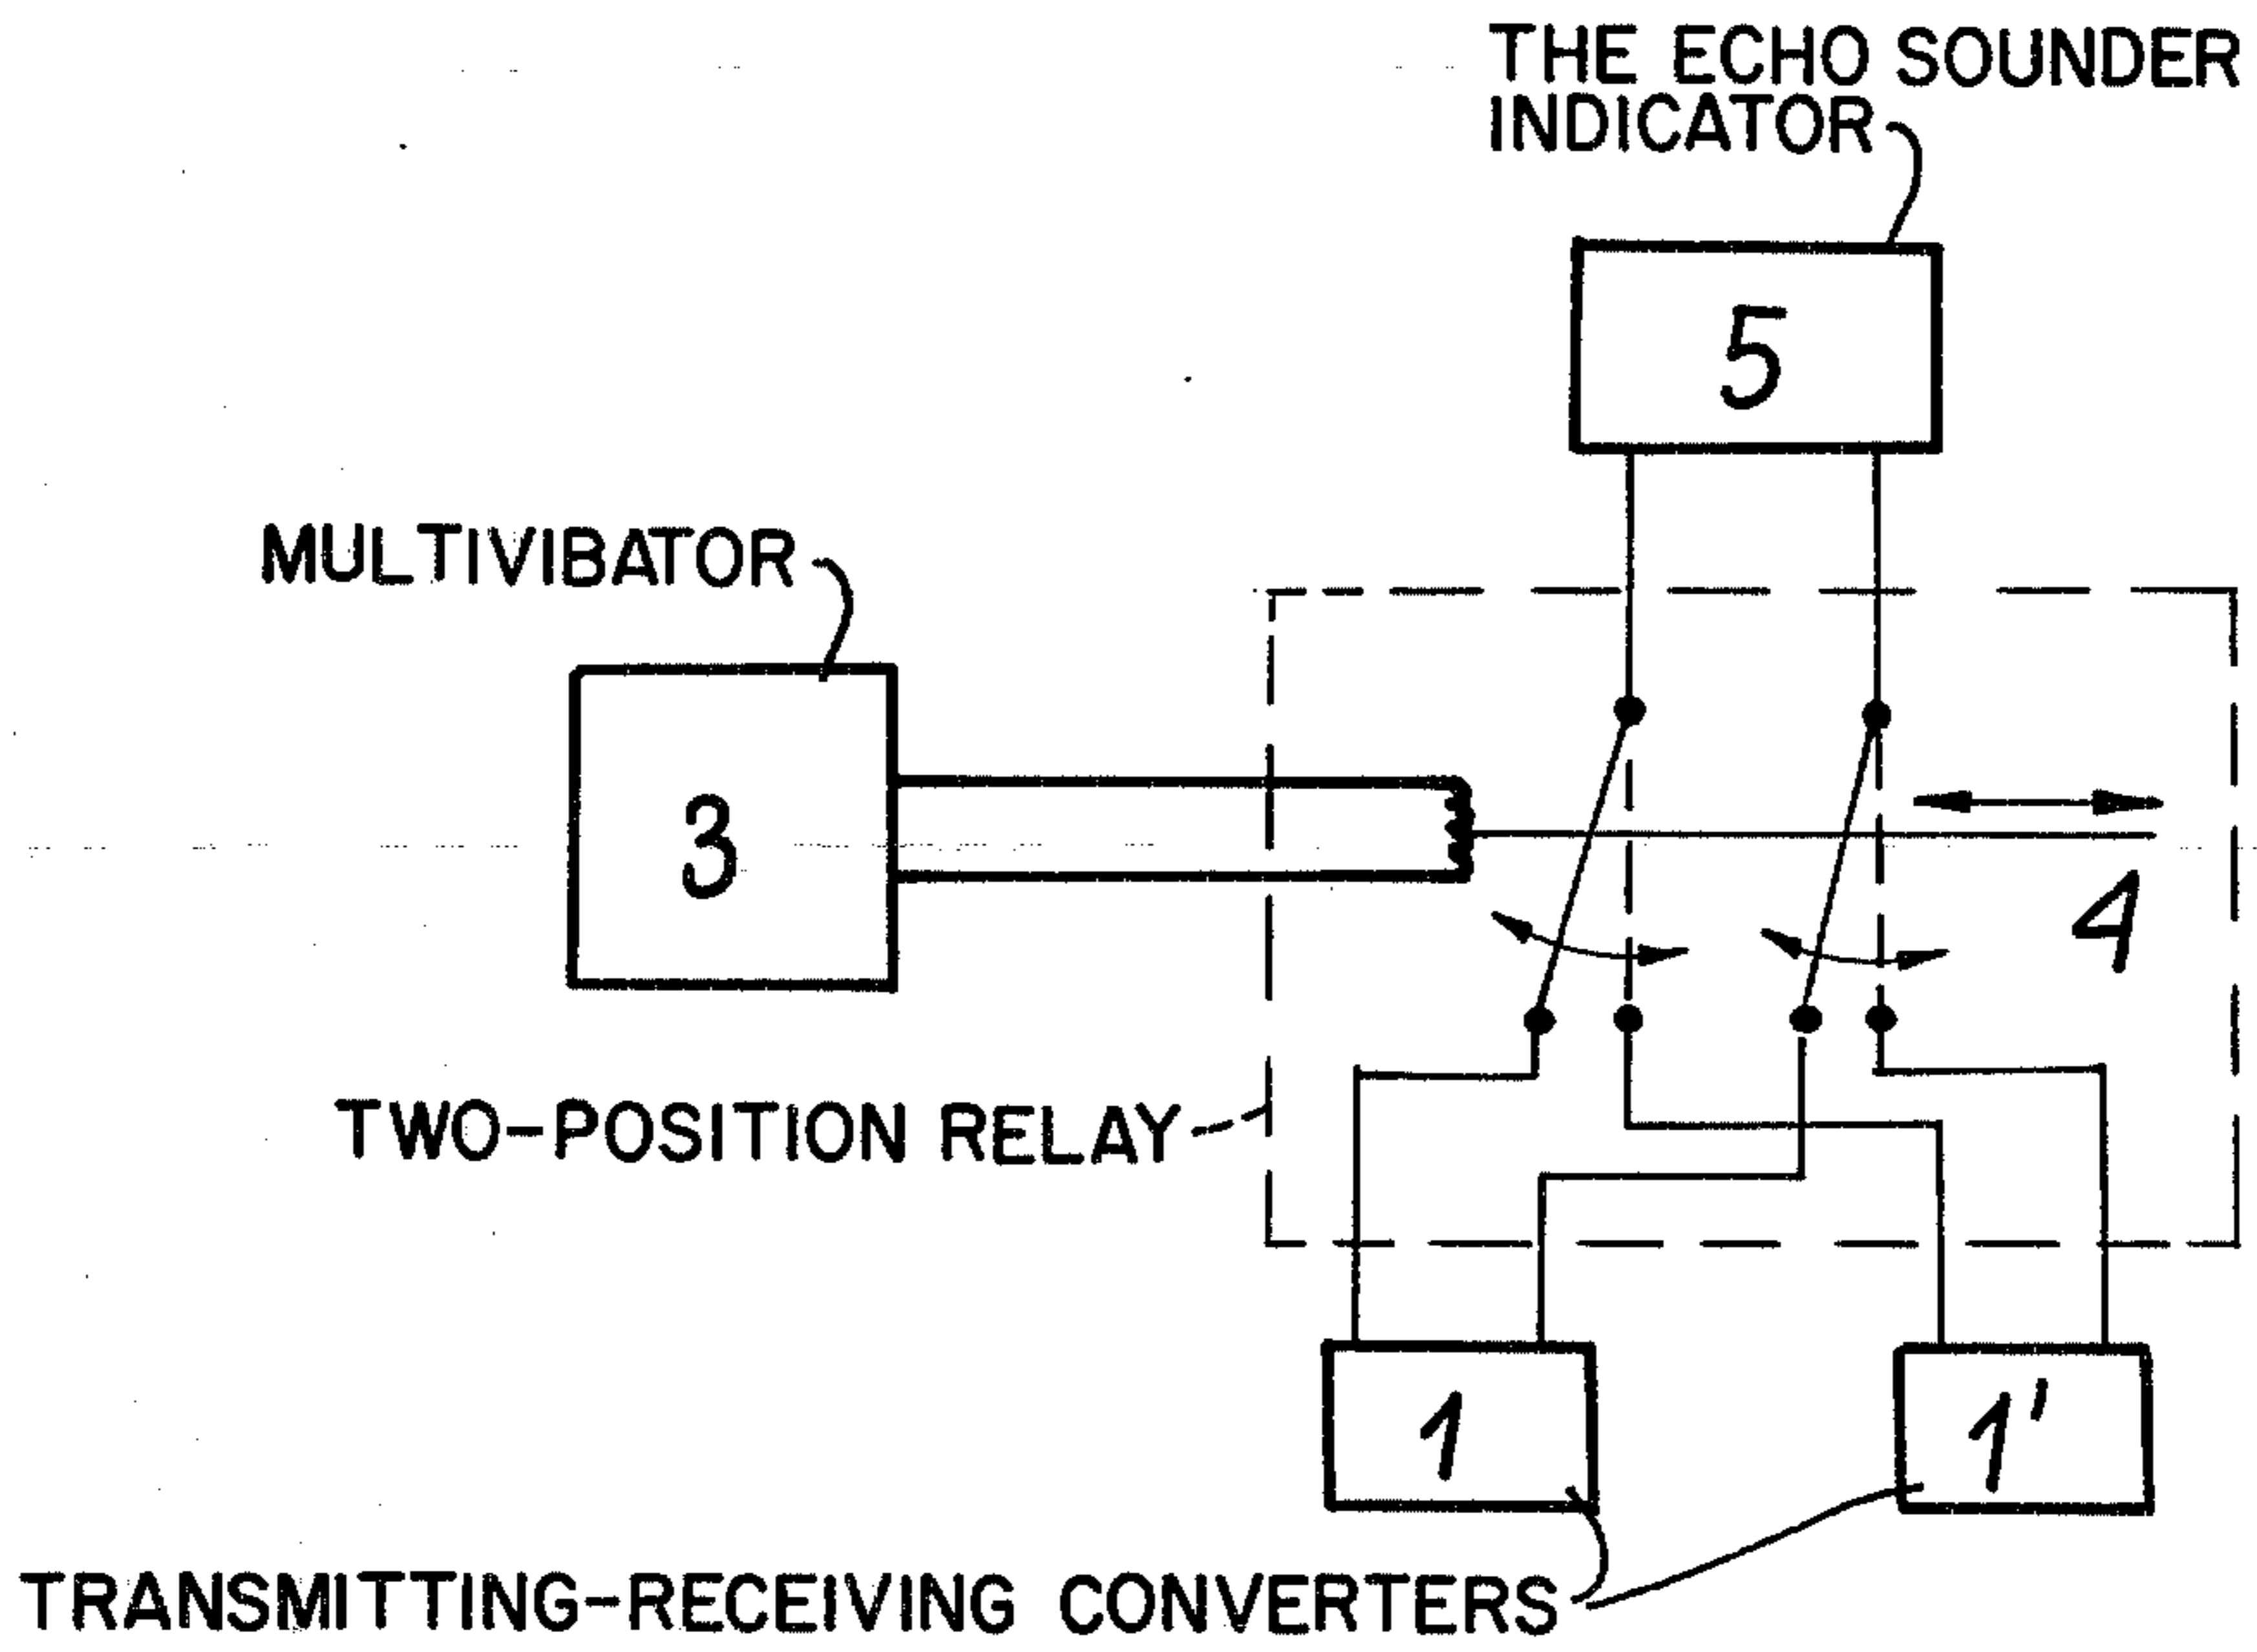 THE ECHO SOUNDER
INDICATOR
5
MULTIVIBATOR
3
4
TWO-POSITION RELAY
1
1'
TRANSMITTING-RECEIVING CONVERTERS